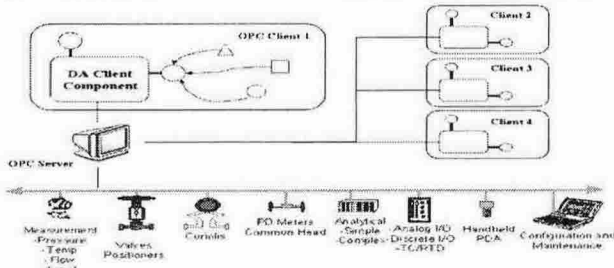 OPC Client 1
DA Client
Component
Client 2
Client 3
Client 4
OPC Server
Measurement
-Pressure
-Temp
-Flow
Valves
Positioners
Coriolis
PD Meters
Common Head
Analytical
-Simple
-Complex
-Analog I/O
-Discrete I/O
-TC/RTD
Handheld
PDA
Configuration and
Maintenance